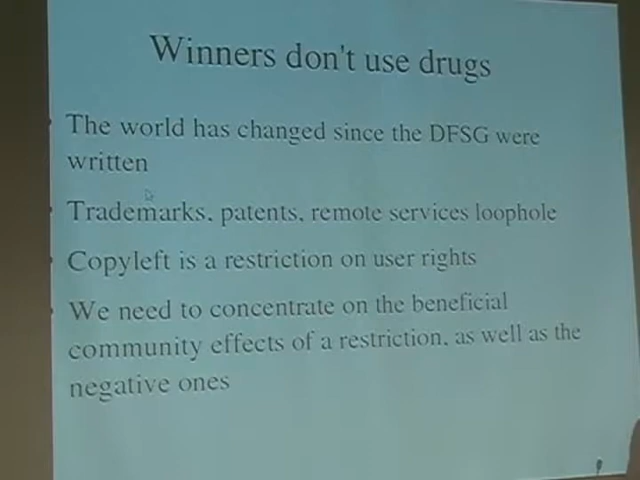 Winners don't use drugs
The world has changed since the DFSG were
written
Trademarks, patents, remote services loophole
Copyleft is a restriction on user rights
We need to concentrate on the beneficial
community effects of a restriction, as well as the
negative ones